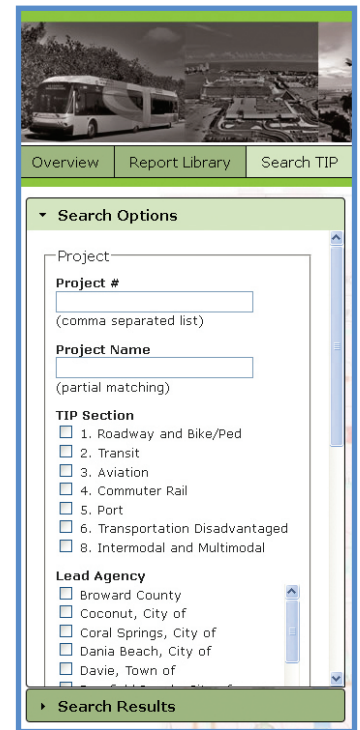 Overview Report Library Search TIP
Search Options
Project
Project #
(comma separated list)
Project Name
(partial matching)
TIP Section
1. Roadway and Bike/Ped
2. Transit
3. Aviation
4. Commuter Rail
5. Port
6. Transportation Disadvantaged
8. Intermodal and Multimodal
Lead Agency
Broward County
Coconut, City of
Coral Springs, City of
Dania Beach, City of
Davie, Town of
Search Results